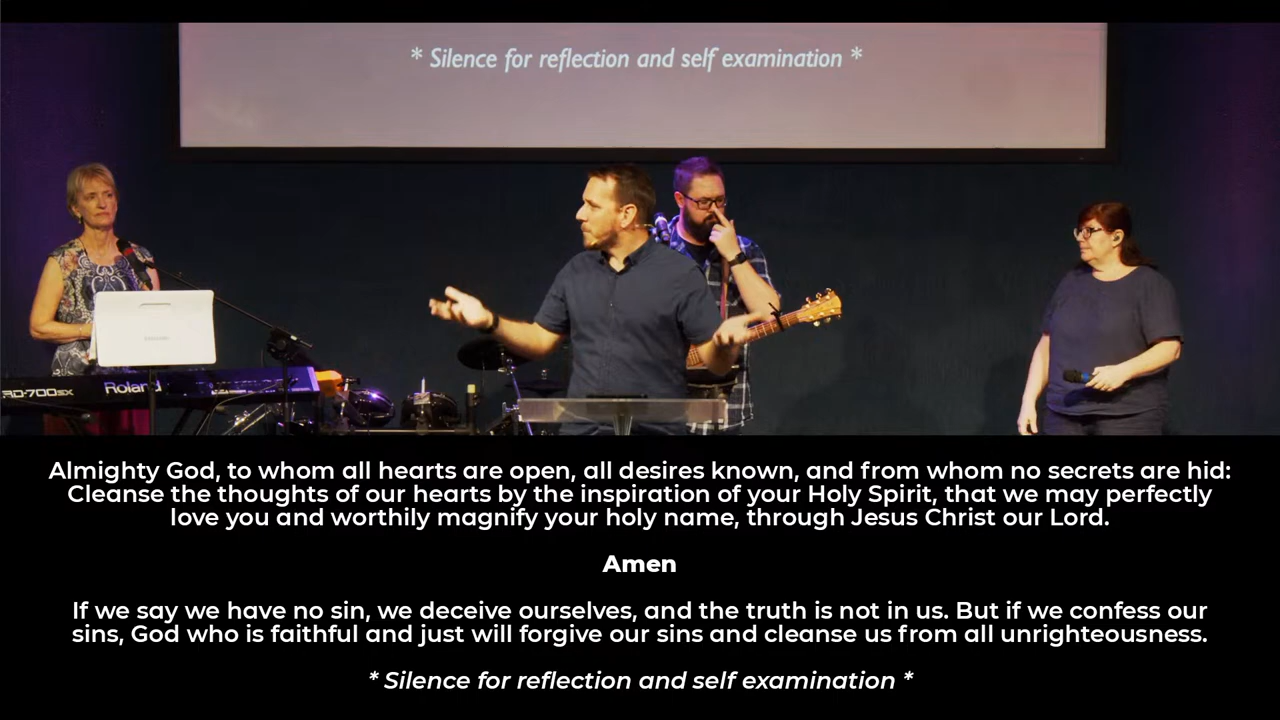 * Silence for reflection and self examination *
RD-700SX Roland
Almighty God, to whom all hearts are open, all desires known, and from whom no secrets are hid:
Cleanse the thoughts of our hearts by the inspiration of your Holy Spirit, that we may perfectly
love you and worthily magnify your holy name, through Jesus Christ our Lord.
Amen
If we say we have no sin, we deceive ourselves, and the truth is not in us. But if we confess our
sins, God who is faithful and just will forgive our sins and cleanse us from all unrighteousness.
* Silence for reflection and self examination *